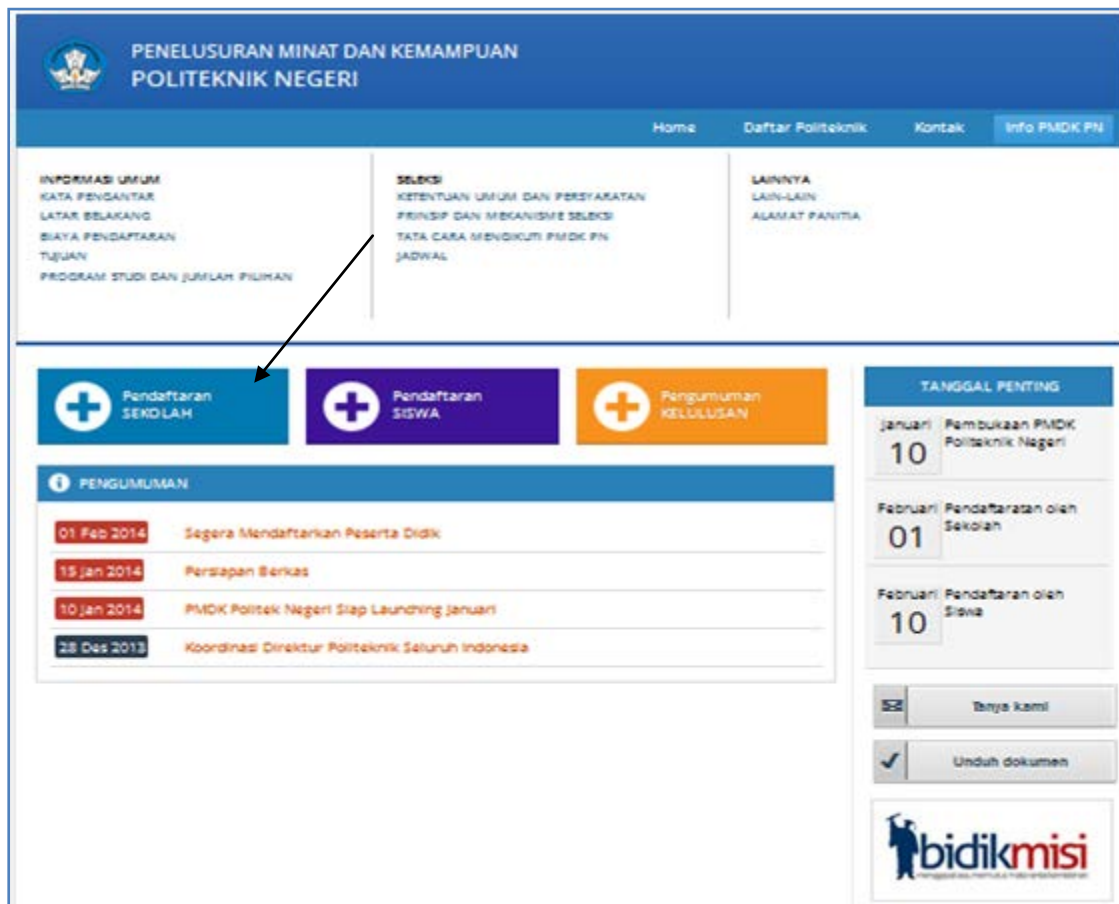 PENELUSURAN MINAT DAN KEMAMPUAN
POLITEKNIK NEGERI
Home Daftar Politeknik Kontak Info PMDK PN
INFORMASI UMUM
KATA PENGANTAR
LATAR BELAKANG
BIAYA PENDAFTARAN
TUJUAN
PROGRAM STUDI DAN JUMLAH PILIHAN
SELEKSI
KETENTUAN UMUM DAN PERSYARATAN
PRINSIP DAN MEKANISME SELEKSI
TATA CARA MENGIKUTI PMDK PN
JADWAL
LAINNYA
LAIN-LAIN
ALAMAT PANITIA
Pendaftaran
SEKOLAH
Pendaftaran
SISWA
Pengumuman
KELULUSAN
PENGUMUMAN
01 Feb 2014 Segera Mendaftarkan Peserta Didik
15 Jan 2014 Persiapan Berkas
10 Jan 2014 PMDK Politek Negeri Siap Launching Januari
28 Des 2013 Koordinasi Direktur Politeknik Seluruh Indonesia
TANGGAL PENTING
Januari
10
Pembukaan PMDK
Politeknik Negeri
Februari
01
Pendaftaratan oleh
Sekolah
Februari
10
Pendaftaran oleh
Siswa
Tanya kami
Unduh dokumen
bidikmisi